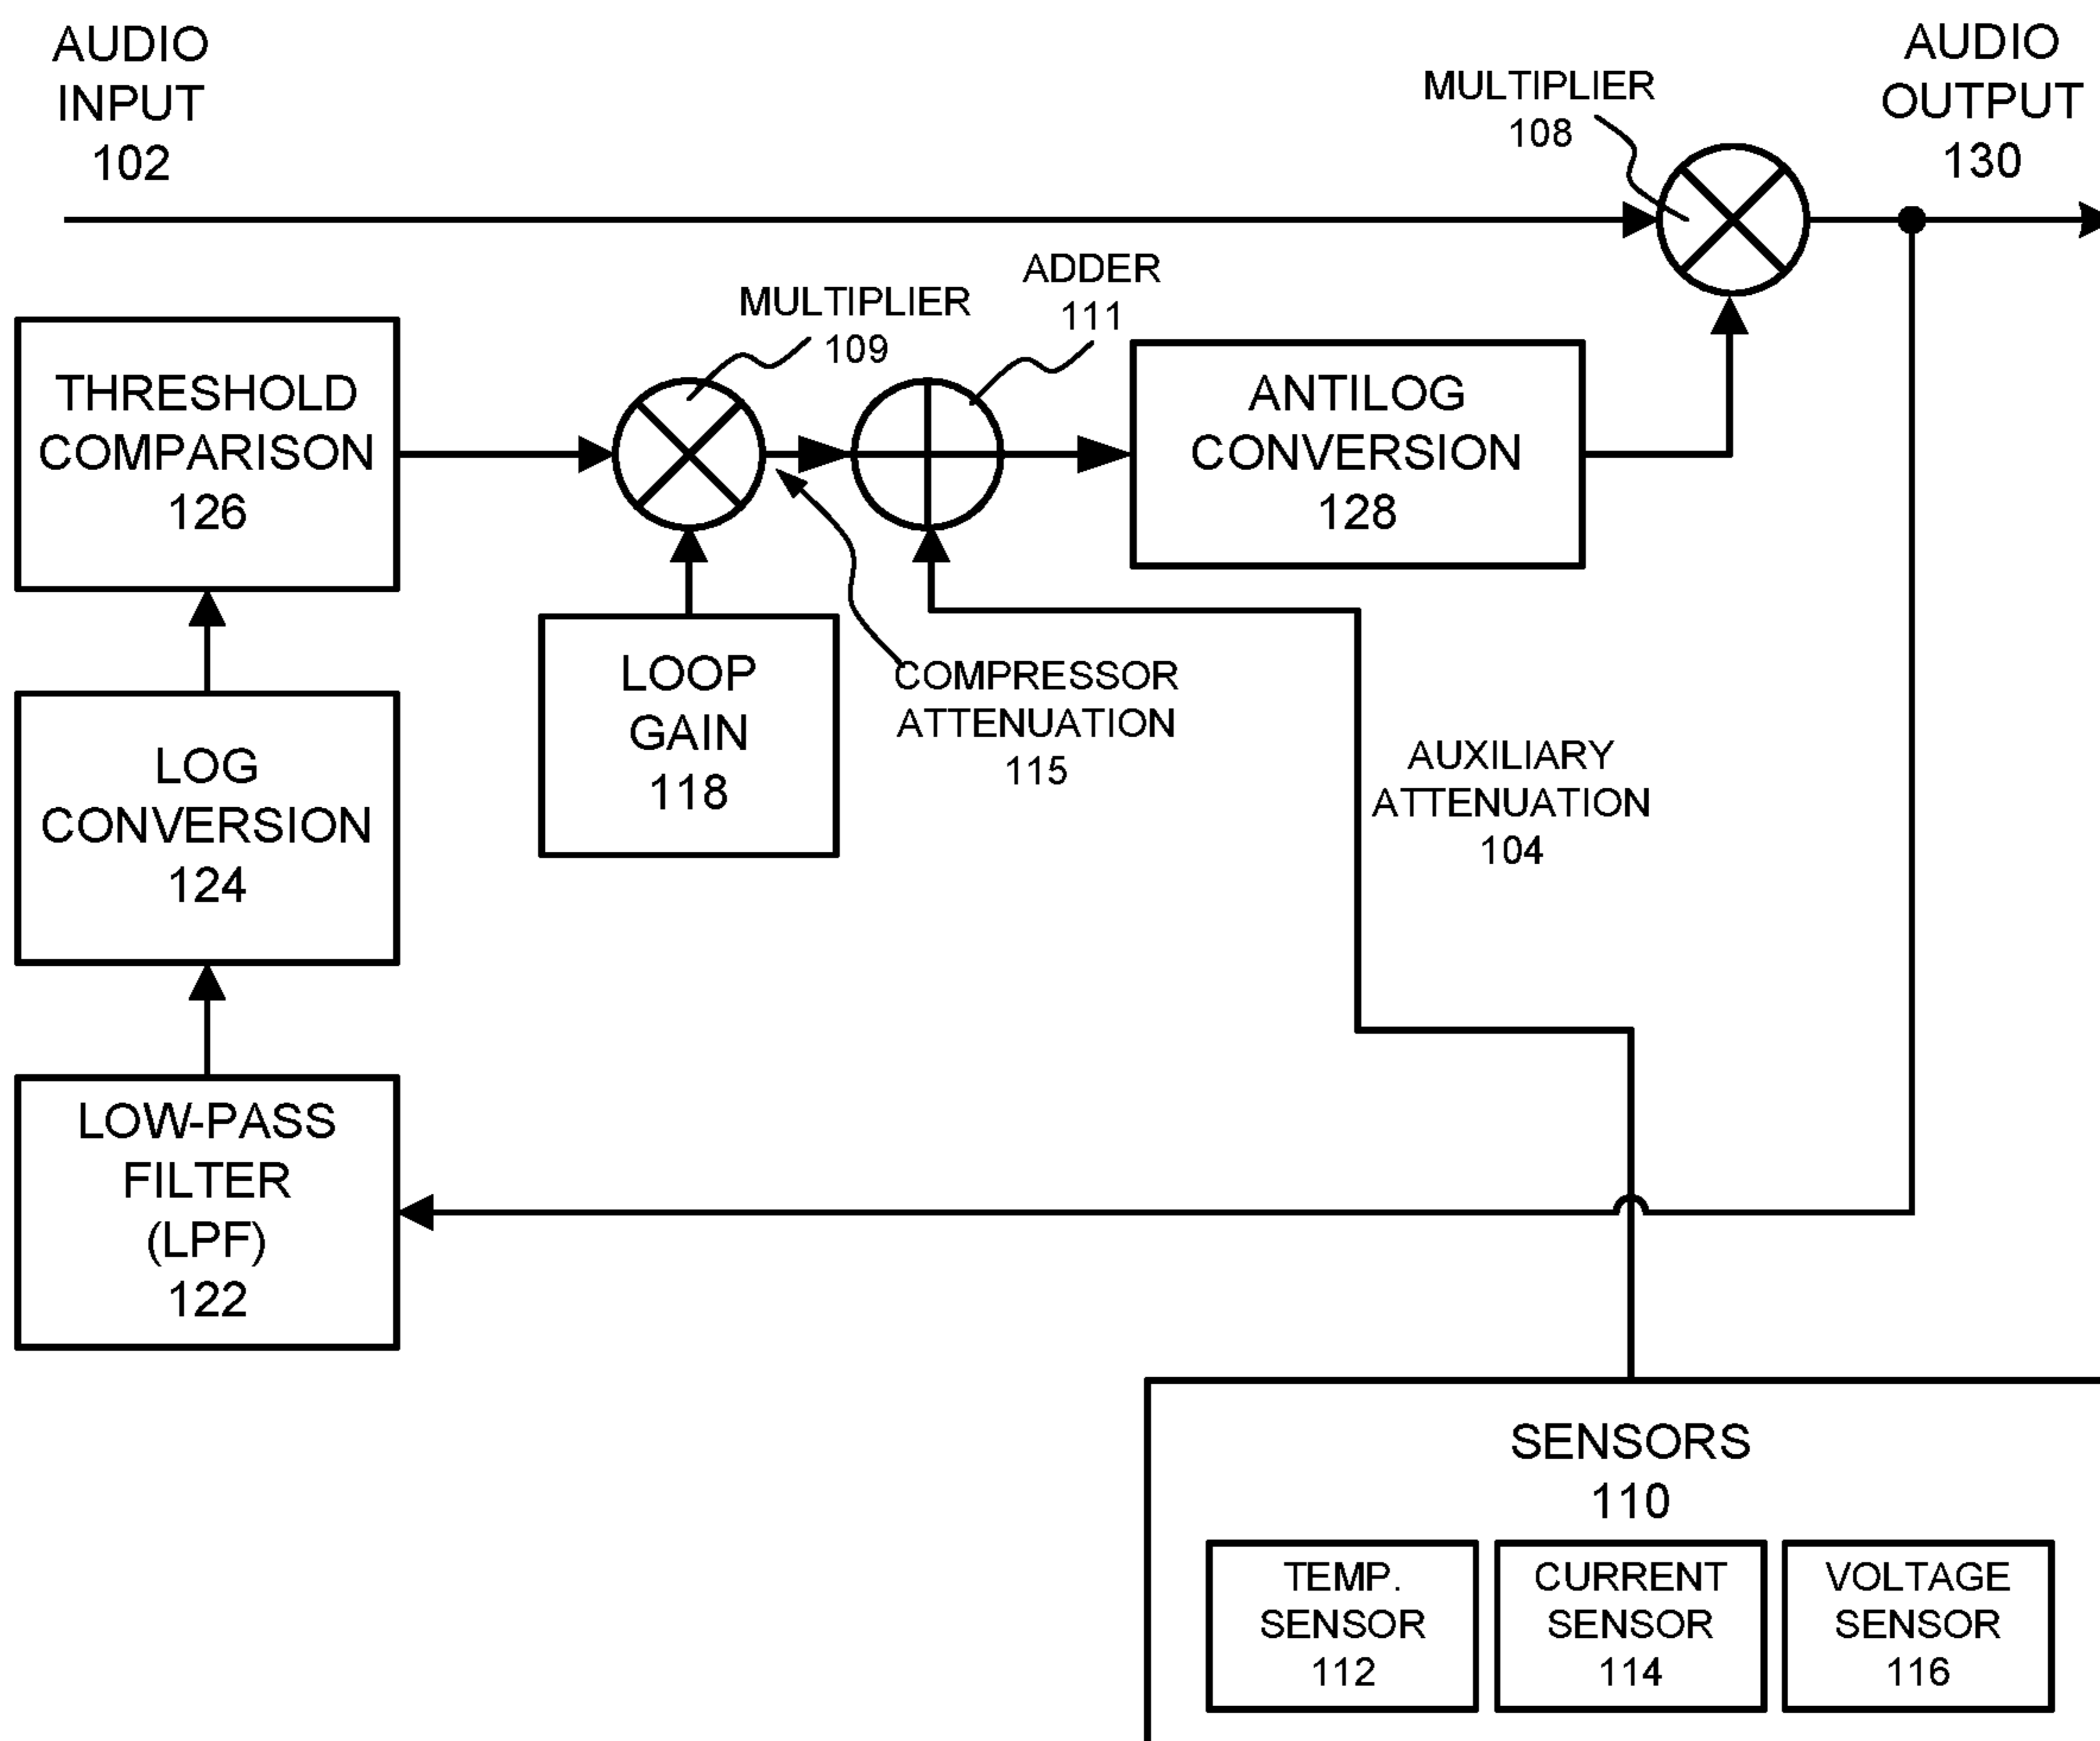 AUDIO
INPUT
102
MULTIPLIER
108
AUDIO
OUTPUT
130
MULTIPLIER
109
ADDER
111
THRESHOLD
COMPARISON
126
ANTILOG
CONVERSION
128
LOOP
GAIN
118
COMPRESSOR
ATTENUATION
115
AUXILIARY
ATTENUATION
104
LOG
CONVERSION
124
LOW-PASS
FILTER
(LPF)
122
SENSORS
110
TEMP.
SENSOR
112
CURRENT
SENSOR
114
VOLTAGE
SENSOR
116